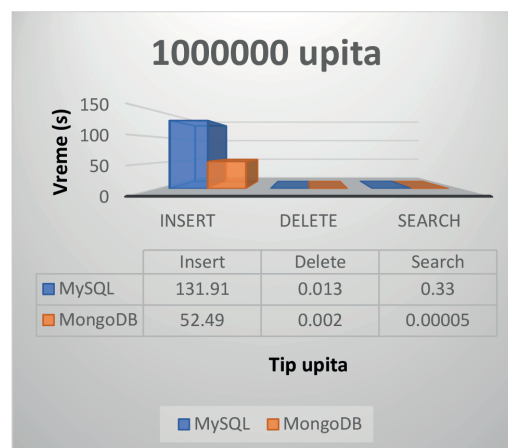 1000000 upita
Vreme (s)
150
100
50
0
INSERT DELETE SEARCH
Insert Delete Search
MySQL 131.91 0.013 0.33
MongoDB 52.49 0.002 0.00005
Tip upita
MySQL MongoDB